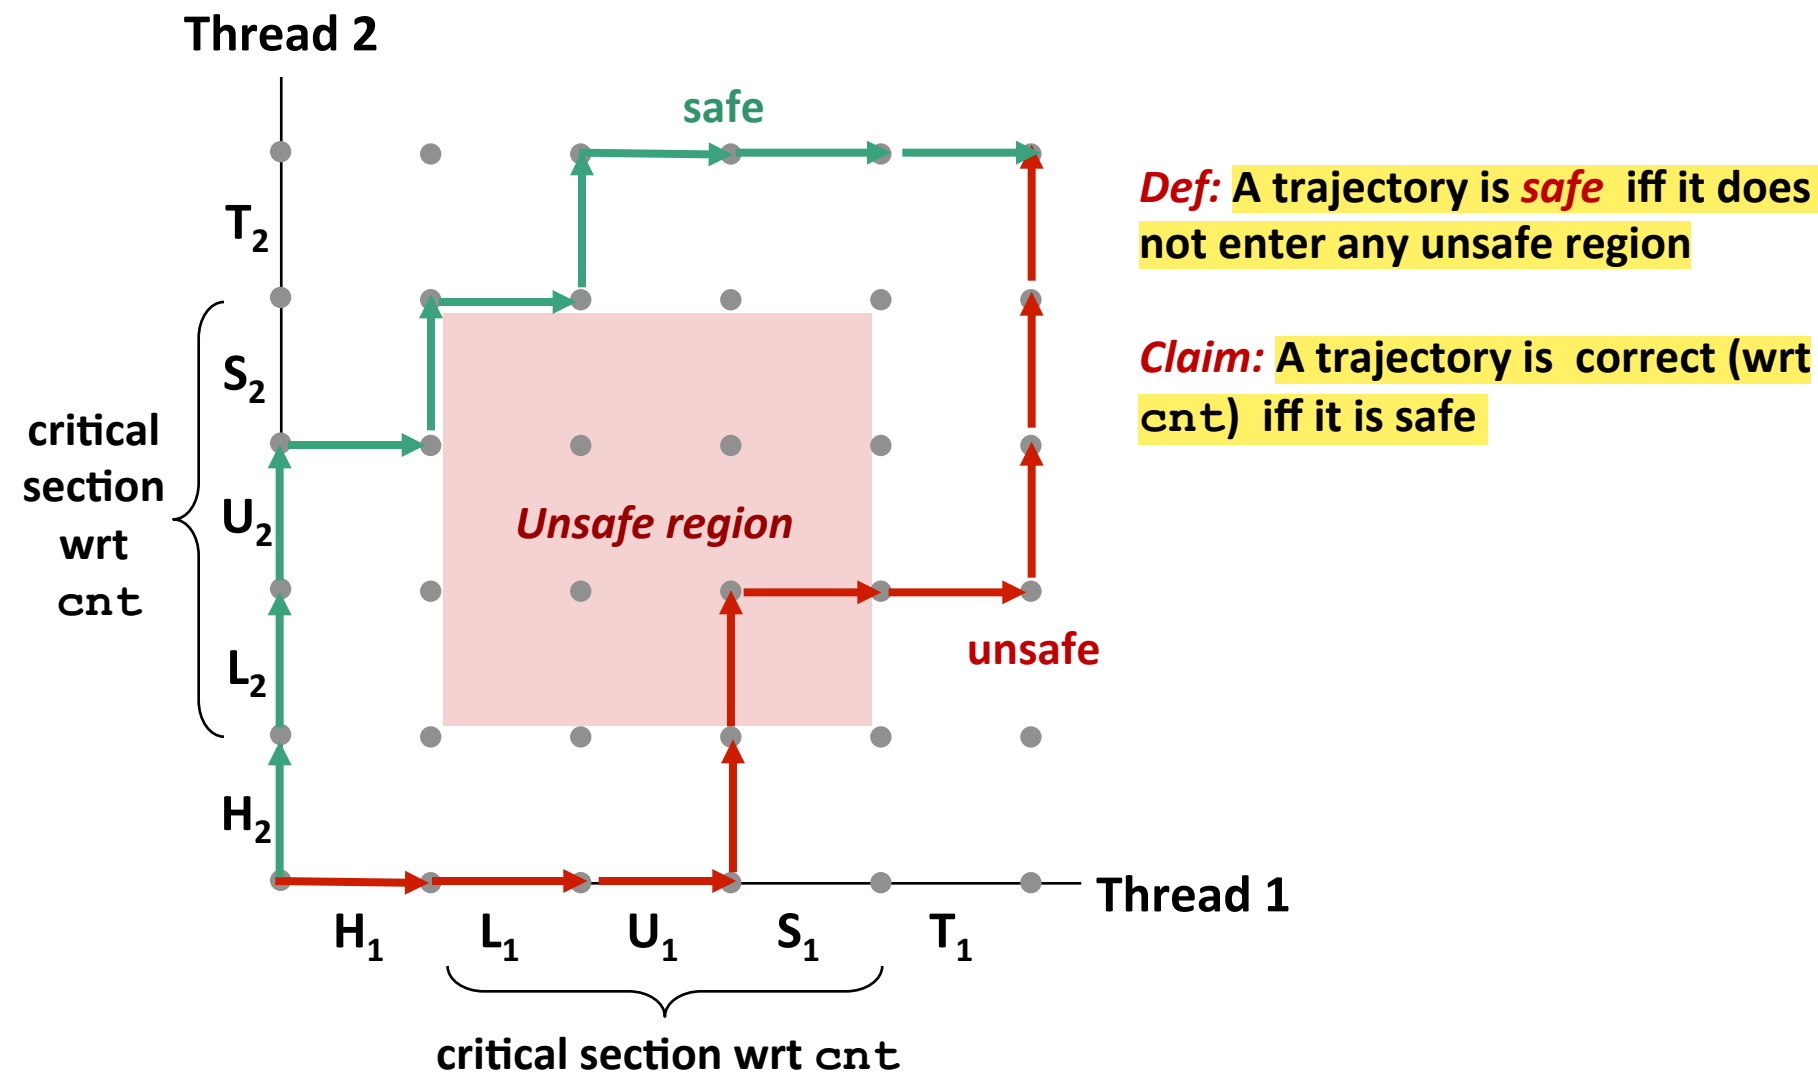 Thread 2
safe
Def: A trajectory is safe iff it does
not enter any unsafe region
Claim: A trajectory is correct (wrt
cnt) iff it is safe
T2
S2
U2
L2
H2
critical
section
wrt
cnt
Unsafe region
unsafe
Thread 1
H1 L1 U1 S1 T1
critical section wrt cnt